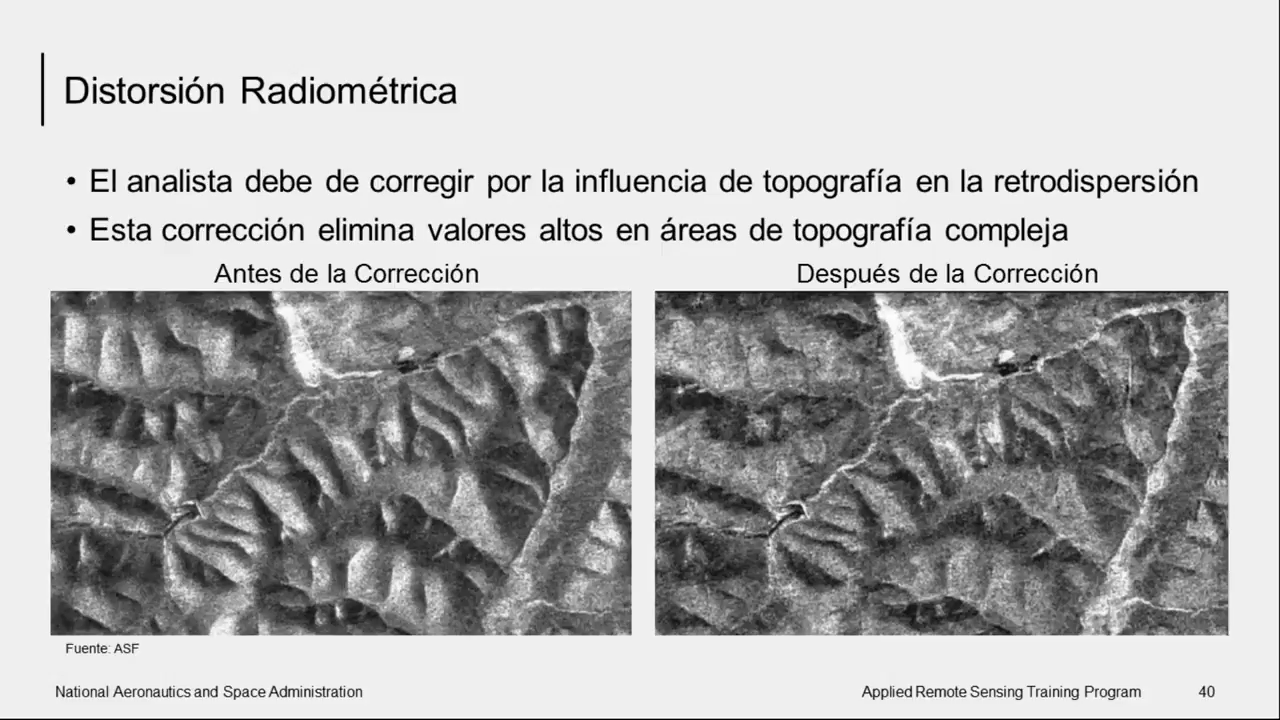 Distorsión Radiométrica
• El analista debe de corregir por la influencia de topografía en la retrodispersión
• Esta corrección elimina valores altos en áreas de topografía compleja
Antes de la Corrección
Después de la Corrección
Fuente: ASF
National Aeronautics and Space Administration
Applied Remote Sensing Training Program
40